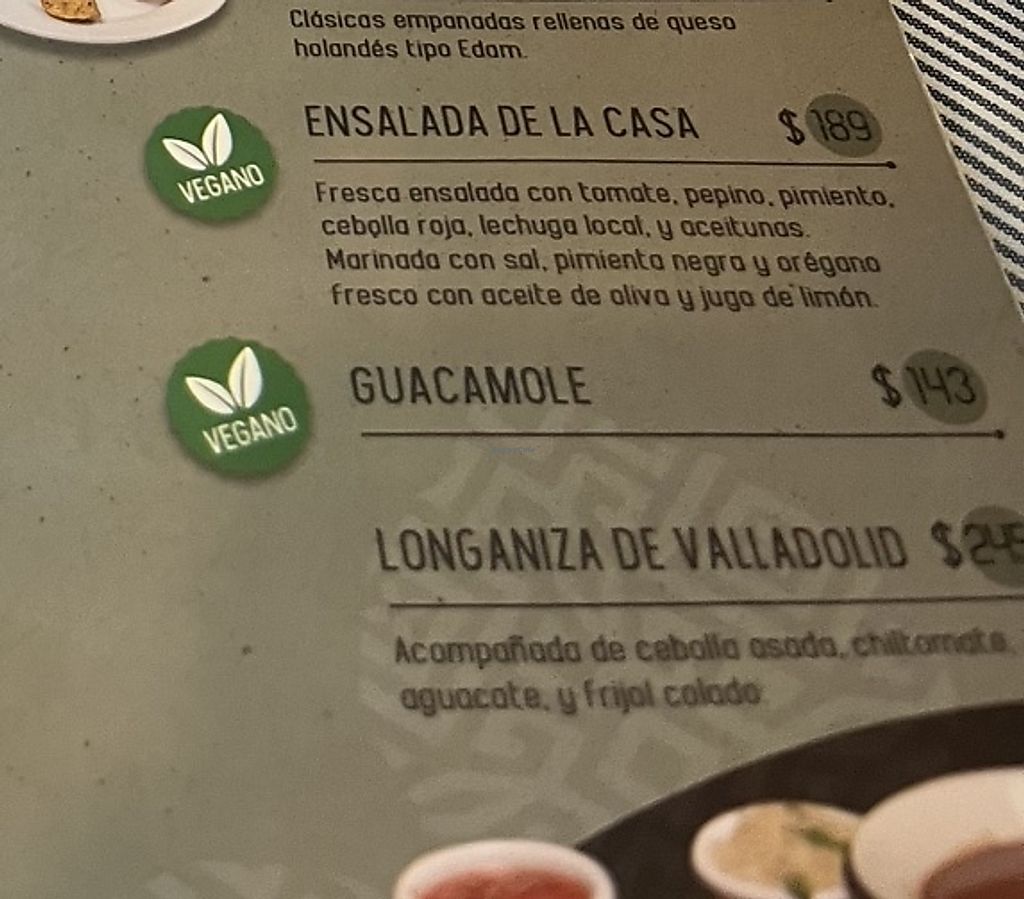 Clásicas empanadas rellenas de queso
holandés tipo Edam.
VEGANO
ENSALADA DE LA CASA $ 189
Fresca ensalada con tomate, pepino, pimiento,
cebolla roja, lechuga local, y aceitunas.
Marinada con sal, pimienta negra y orégano
fresco con aceite de oliva y jugo de limón.
VEGANO
GUACAMOLE $ 143
LONGANIZA DE VALLADOLID $ 245
Acompañada de cebolla asada, chiltomate,
aguacate, y frijol colado